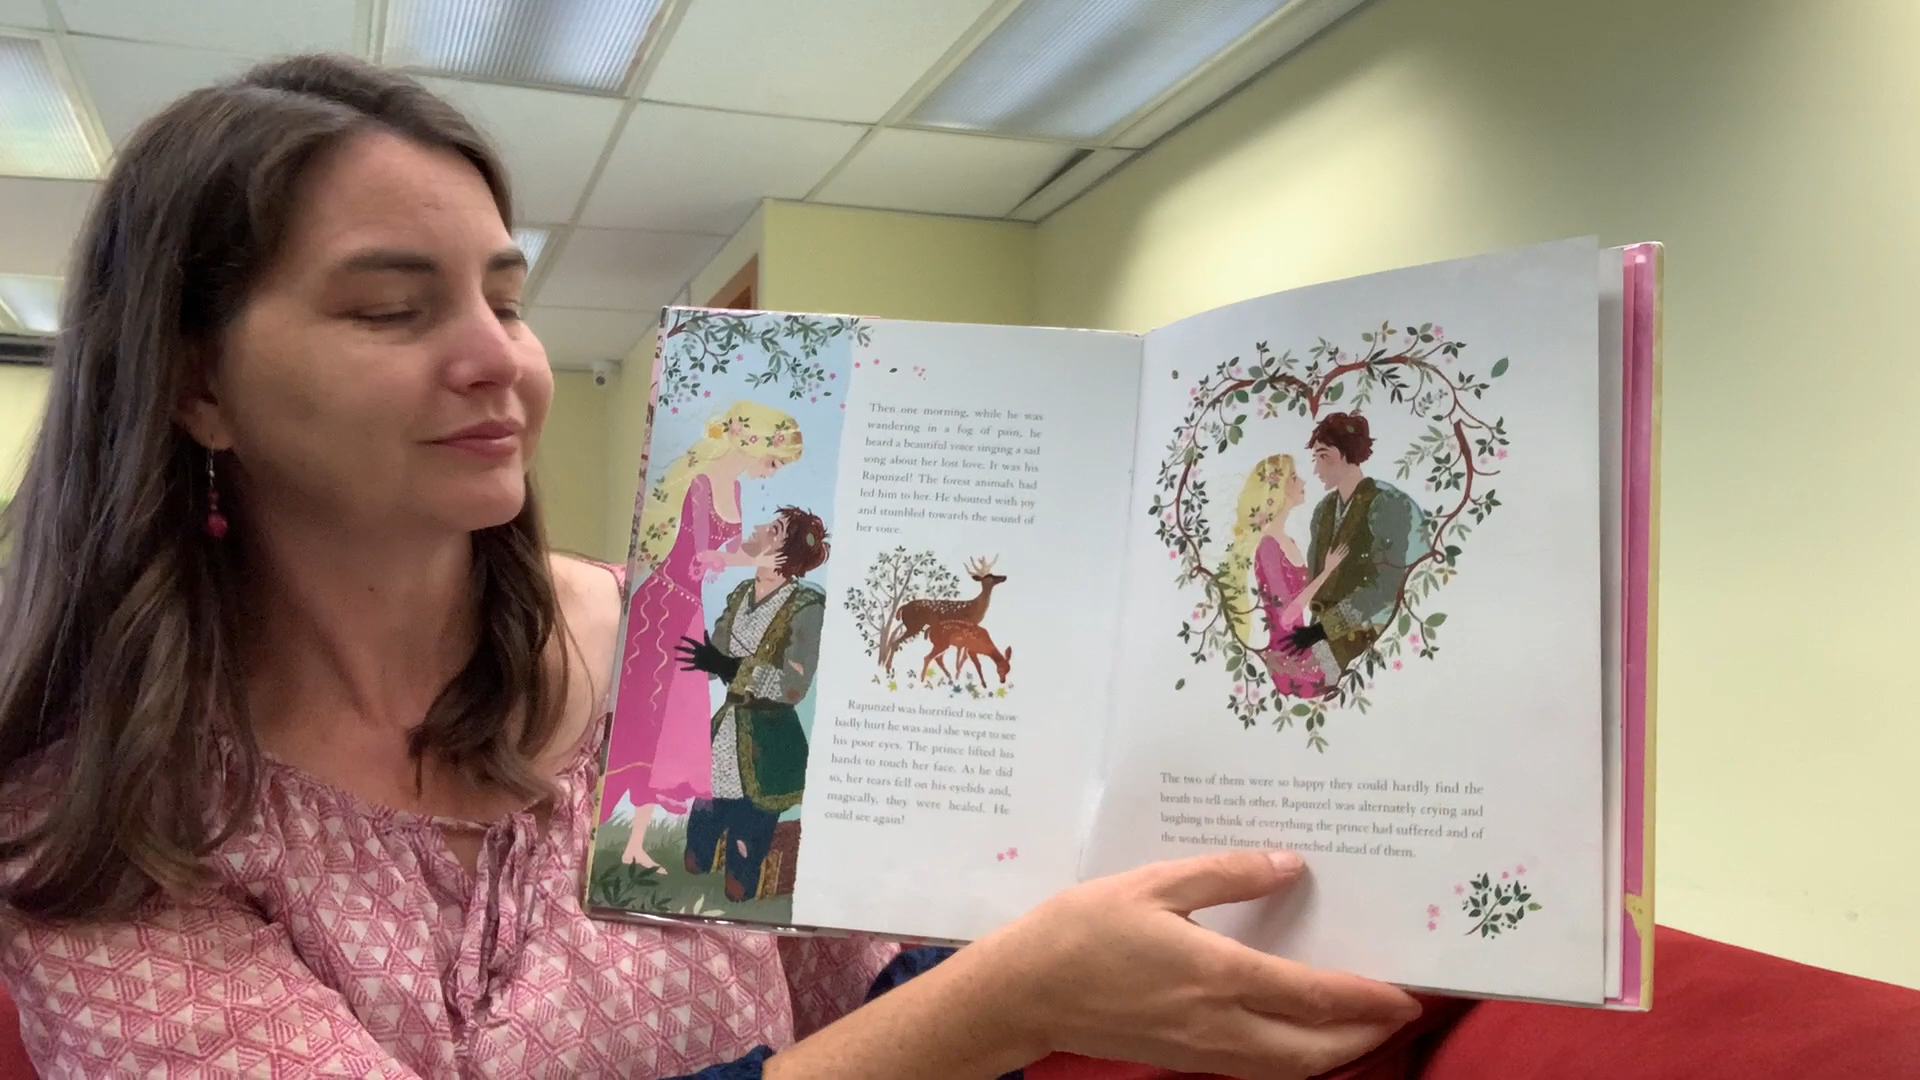 Then one morning, while he was
wandering in a fog of pain, he
heard a beautiful voice singing a sad
song about her lost love. It was his
Rapunzel! The forest animals had
led him to her. He shouted with joy
and stumbled towards the sound of
her voice.
Rapunzel was horrified to see how
badly hurt he was and she wept to see
his poor eyes. The prince lifted his
hands to touch her face. As he did
so, her tears fell on his eyelids and,
magically, they were healed. He
could see again!
The two of them were so happy they could hardly find the
breath to tell each other. Rapunzel was alternately crying and
laughing to think of everything the prince had suffered and of
the wonderful future that stretched ahead of them.